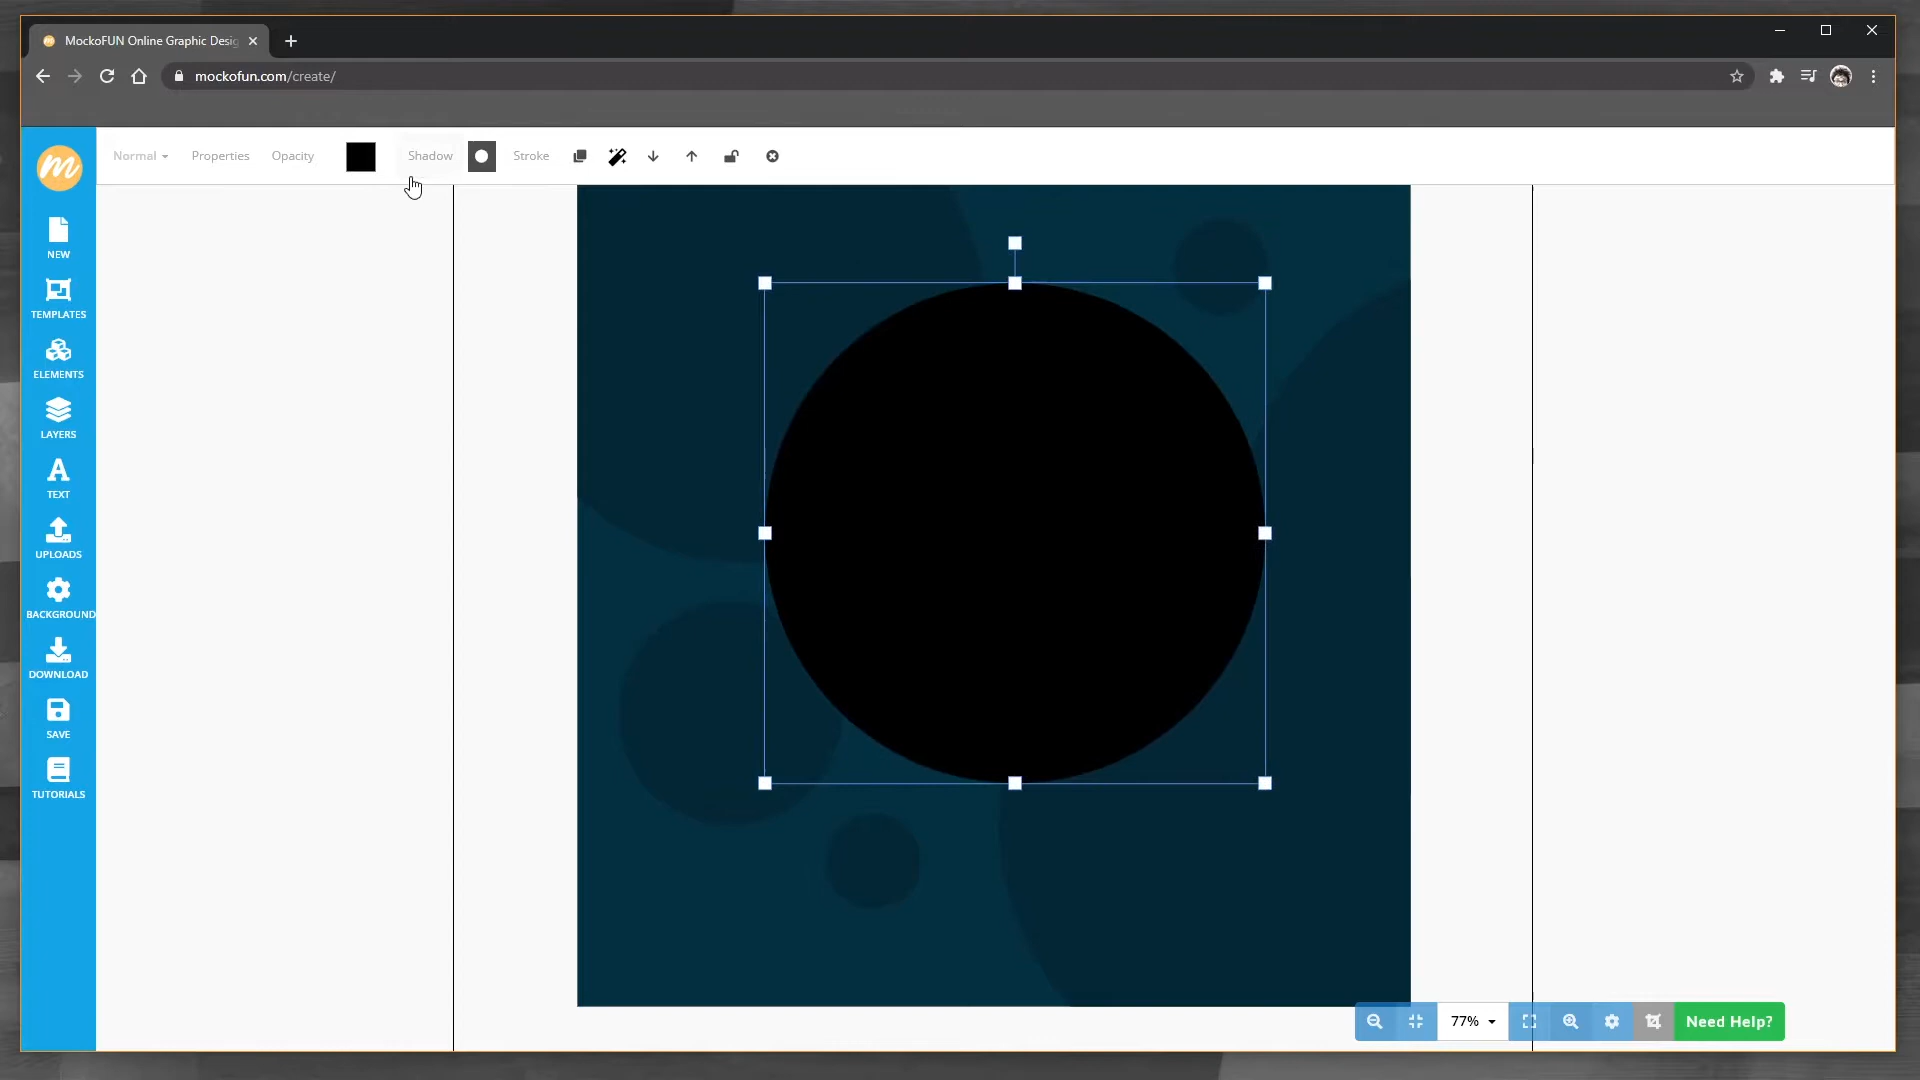 MockoFUN Online Graphic Desig
mockofun.com/create/
Normal Properties Opacity Shadow Stroke
NEW
TEMPLATES
ELEMENTS
LAYERS
TEXT
UPLOADS
BACKGROUND
DOWNLOAD
SAVE
TUTORIALS
77% Need Help?